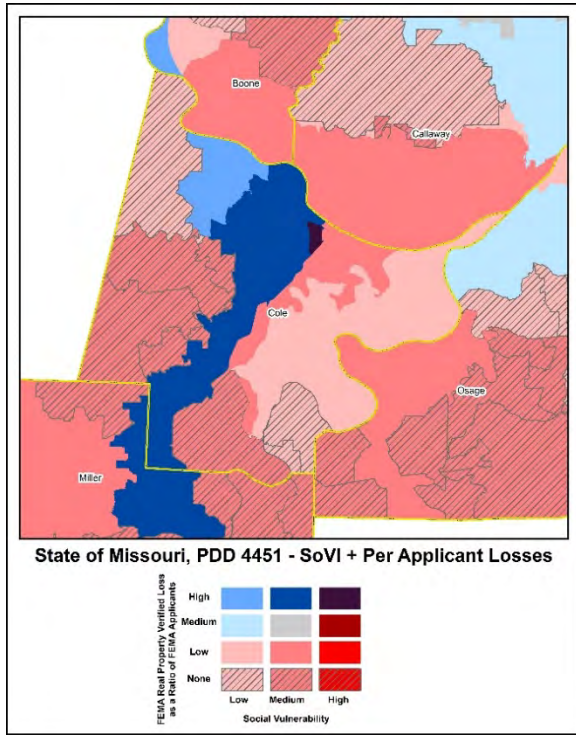 Boone
Callaway
Cole
Osage
Miller
State of Missouri, PDD 4451 - SoVI + Per Applicant Losses
FEMA Real Property Verified Loss
as a Ratio of FEMA Applicants
High
Medium
Low
None
Low
Medium
High
Social Vulnerability